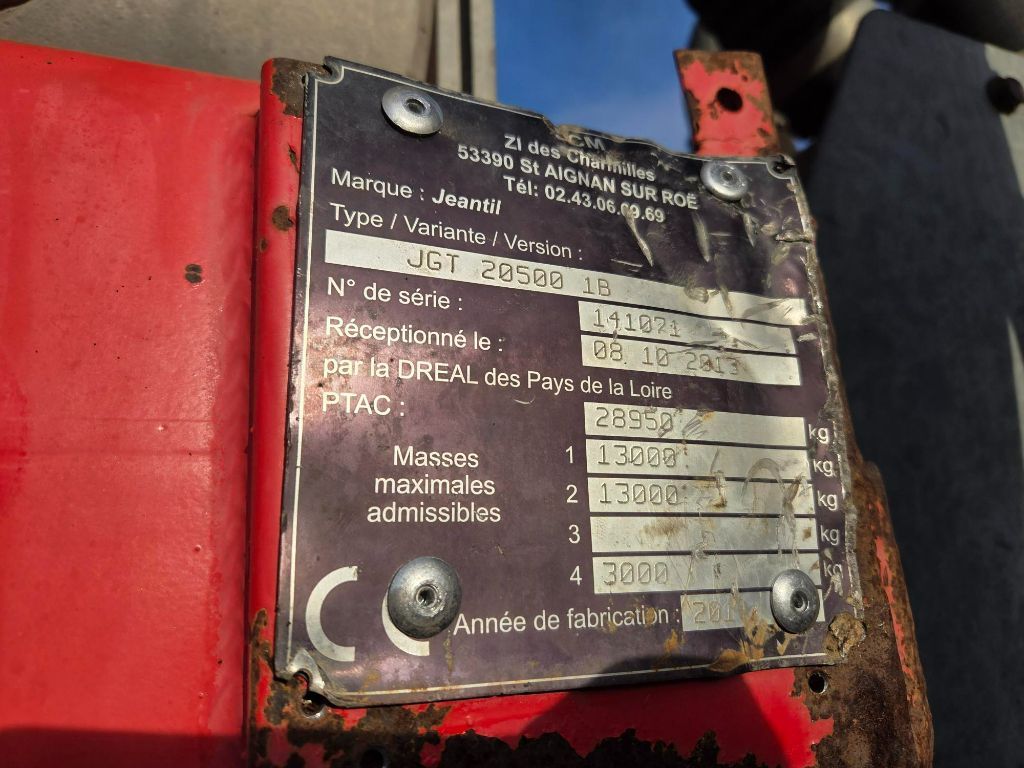 CM
ZI des Charmilles
53390 St AIGNAN SUR ROË
Tél: 02.43.06.09.69
Marque : Jeantil
Type / Variante / Version :
JGT 20500 1B
N° de série : 141071
Réceptionné le : 08. 10 2013
par la DREAL des Pays de la Loire
PTAC : 28950 kg
Masses maximales admissibles
1 13000 kg
2 13000 kg
3 kg
4 3000 kg
CE
Année de fabrication :